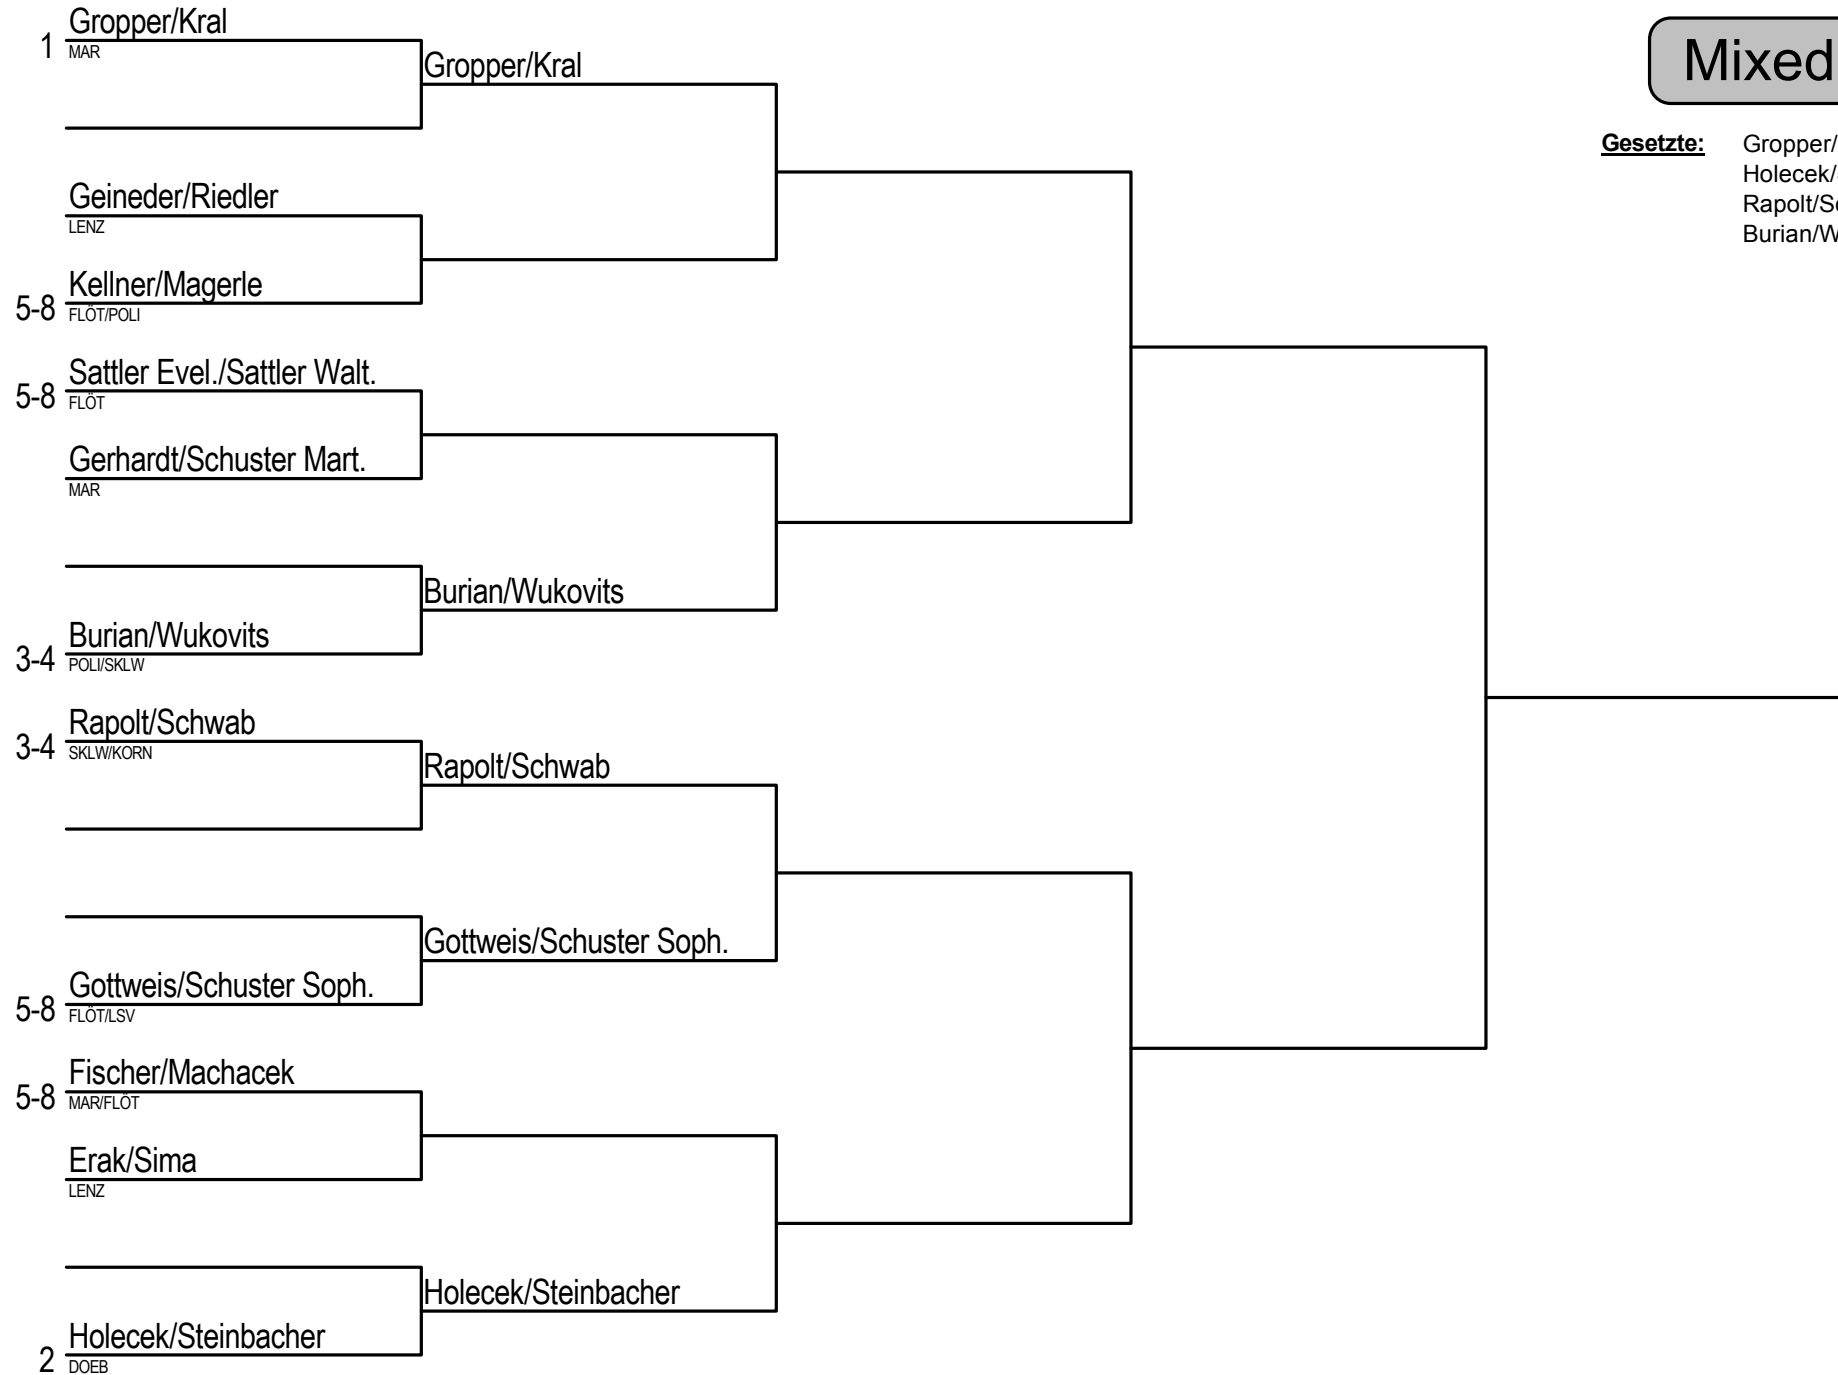 Gropper/Kral
1
MAR
Gropper/Kral
Mixed
Gesetzte: Gropper/
Holecek/
Rapolt/S
Burian/W
Geineder/Riedler
LENZ
Kellner/Magerle
5-8
FLÖT/POLI
Sattler Evel./Sattler Walt.
5-8
FLÖT
Gerhardt/Schuster Mart.
MAR
Burian/Wukovits
Burian/Wukovits
3-4
POLI/SKLW
Rapolt/Schwab
3-4
SKLW/KORN
Rapolt/Schwab
Gottweis/Schuster Soph.
Gottweis/Schuster Soph.
5-8
FLÖT/LSV
Fischer/Machacek
5-8
MAR/FLÖT
Erak/Sima
LENZ
Holecek/Steinbacher
Holecek/Steinbacher
2
DOEB